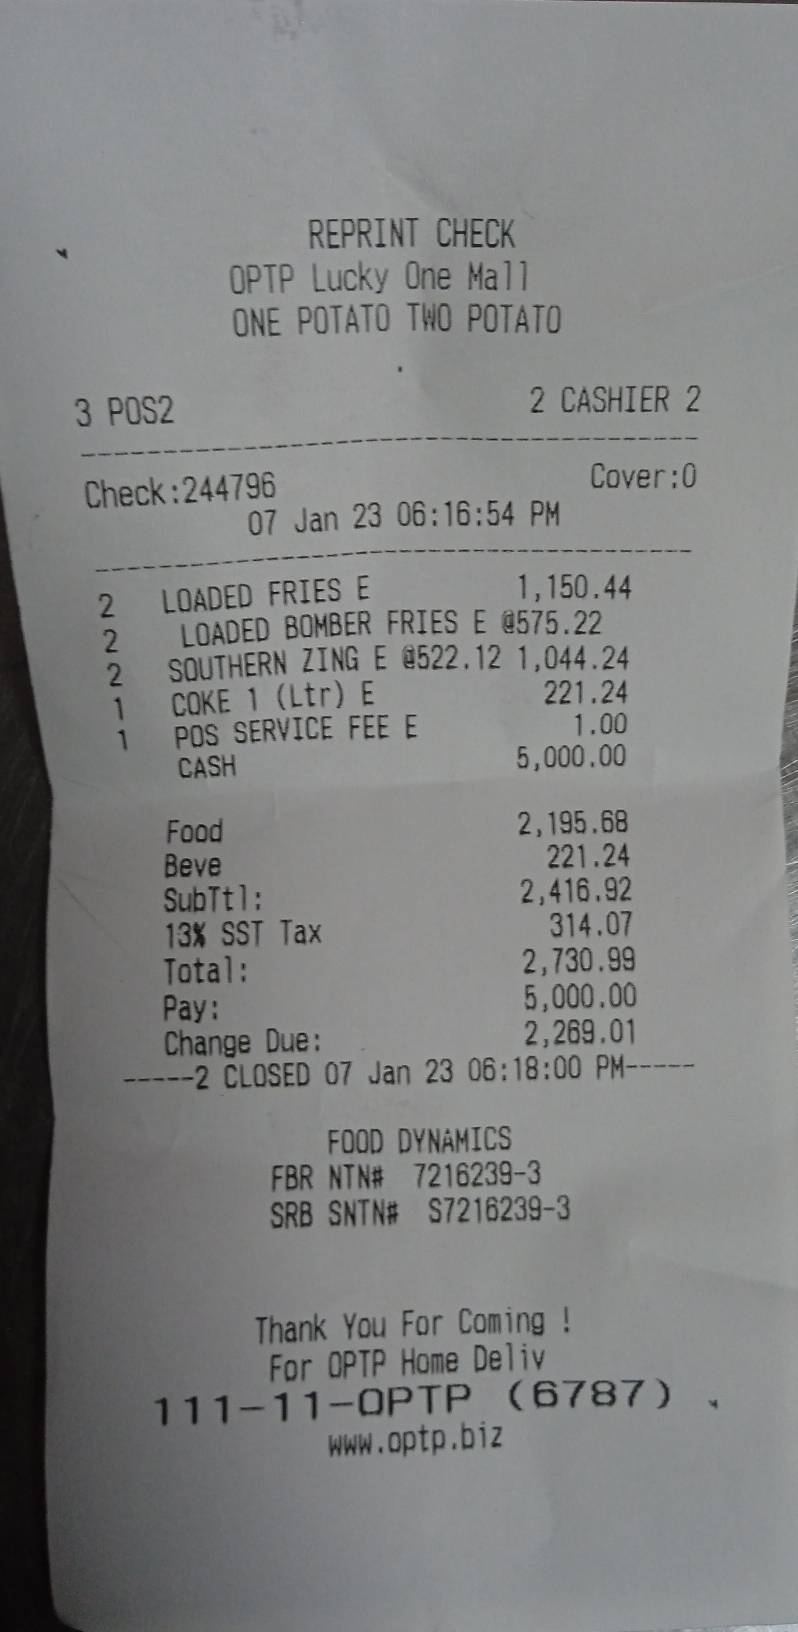 REPRINT CHECK
OPTP Lucky One Mall
ONE POTATO TWO POTATO
3 POS2 2 CASHIER 2
Check:244796 Cover:0
07 Jan 23 06:16:54 PM
2 LOADED FRIES E 1,150.44
2 LOADED BOMBER FRIES E @575.22
2 SOUTHERN ZING E @522.12 1,044.24
1 COKE 1 (Ltr) E 221.24
1 POS SERVICE FEE E 1.00
CASH 5,000.00
Food 2,195.68
Beve 221.24
SubTtl: 2,416.92
13% SST Tax 314.07
Total: 2,730.99
Pay: 5,000.00
Change Due: 2,269.01
-----2 CLOSED 07 Jan 23 06:18:00 PM-----
FOOD DYNAMICS
FBR NTN# 7216239-3
SRB SNTN# S7216239-3
Thank You For Coming !
For OPTP Home Deliv
111-11-OPTP (6787)
www.optp.biz